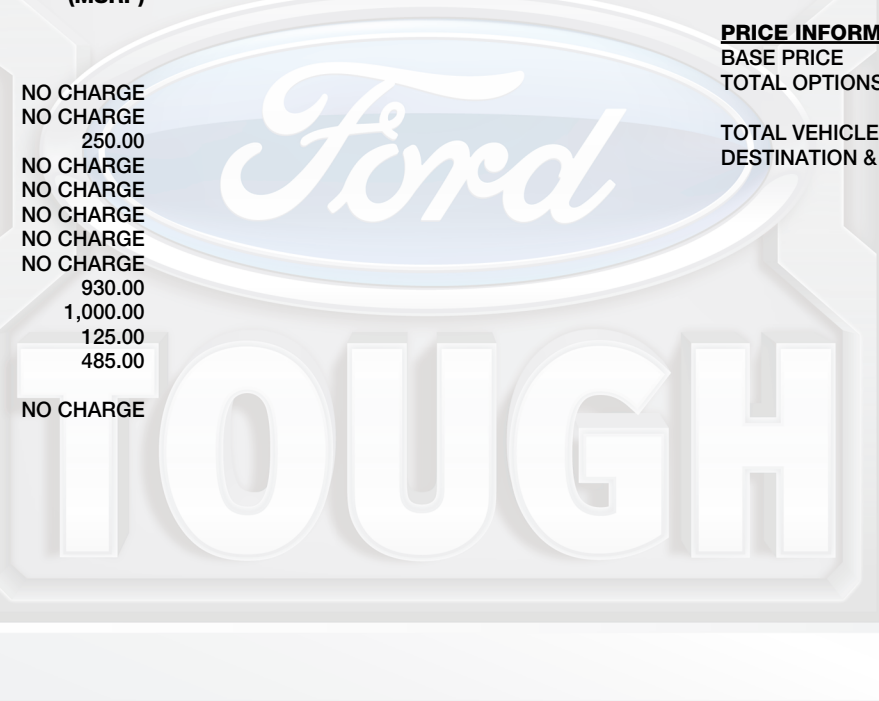 (MSRP)
NO CHARGE
NO CHARGE
250.00
NO CHARGE
NO CHARGE
NO CHARGE
NO CHARGE
NO CHARGE
930.00
1,000.00
125.00
485.00
NO CHARGE
PRICE INFORM
BASE PRICE
TOTAL OPTIONS
TOTAL VEHICLE
DESTINATION &
Ford
TOUGH